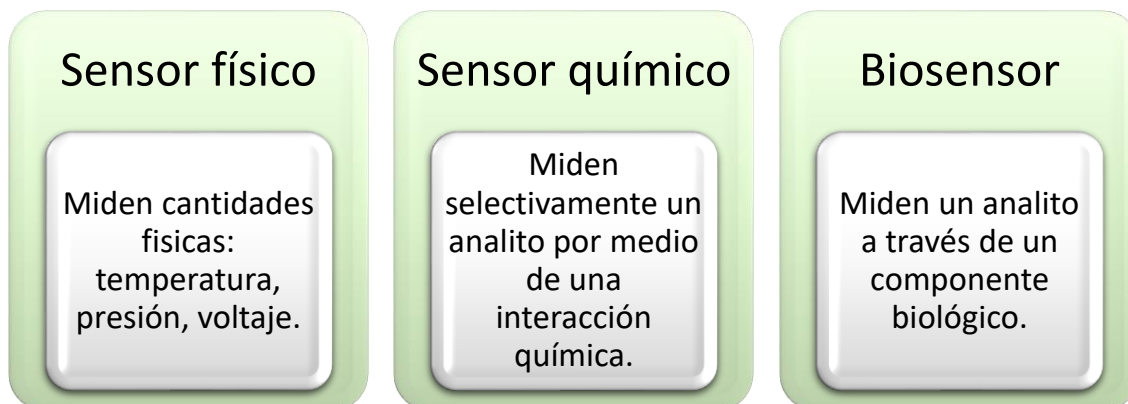 Sensor físico
Miden cantidades
fisicas:
temperatura,
presión, voltaje.
Sensor químico
Miden
selectivamente un
analito por medio
de una
interacción
química.
Biosensor
Miden un analito
a través de un
componente
biológico.